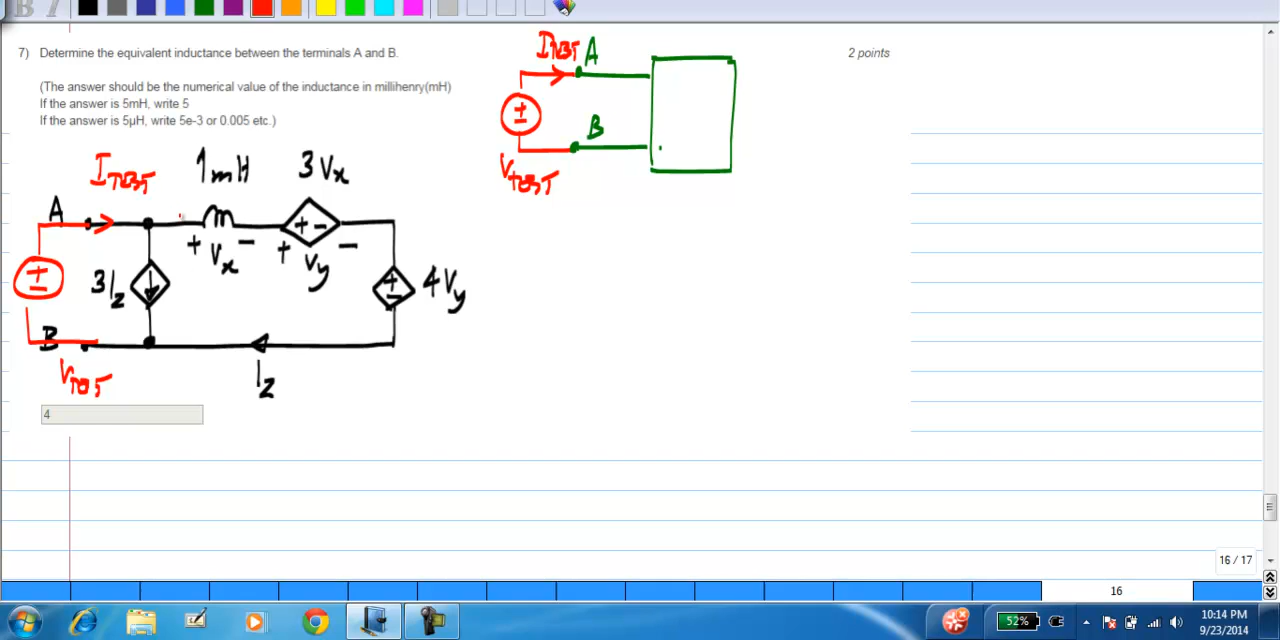 B I
7) Determine the equivalent inductance between the terminals A and B.
2 points
(The answer should be the numerical value of the inductance in millihenry(mH)
If the answer is 5mH, write 5
If the answer is 5µH, write 5e-3 or 0.005 etc.)
ITEST A
B
VTEST
ITEST 1mH 3Vx
A
+ Vx - + Vy -
3Iz
4Vy
B
VTEST
Iz
4
16 / 17
16
52%
10:14 PM
9/23/2014